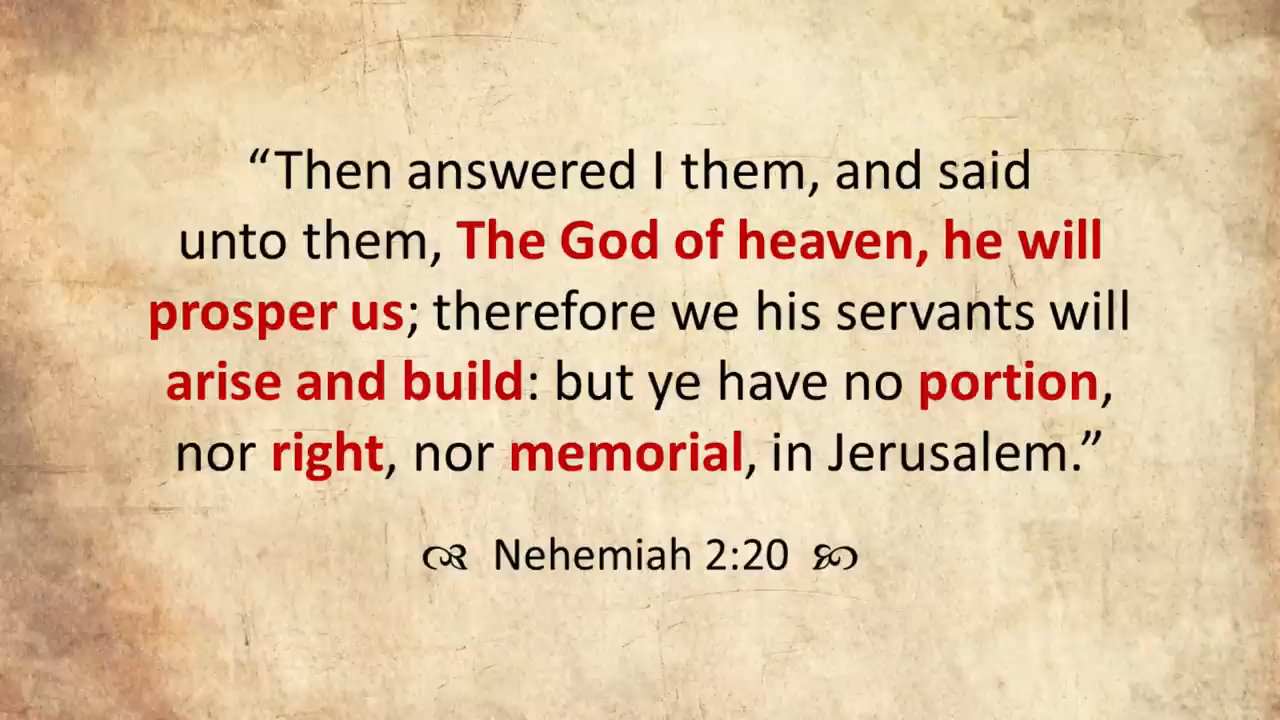 “Then answered I them, and said
unto them, The God of heaven, he will
prosper us; therefore we his servants will
arise and build: but ye have no portion,
nor right, nor memorial, in Jerusalem.”
Nehemiah 2:20